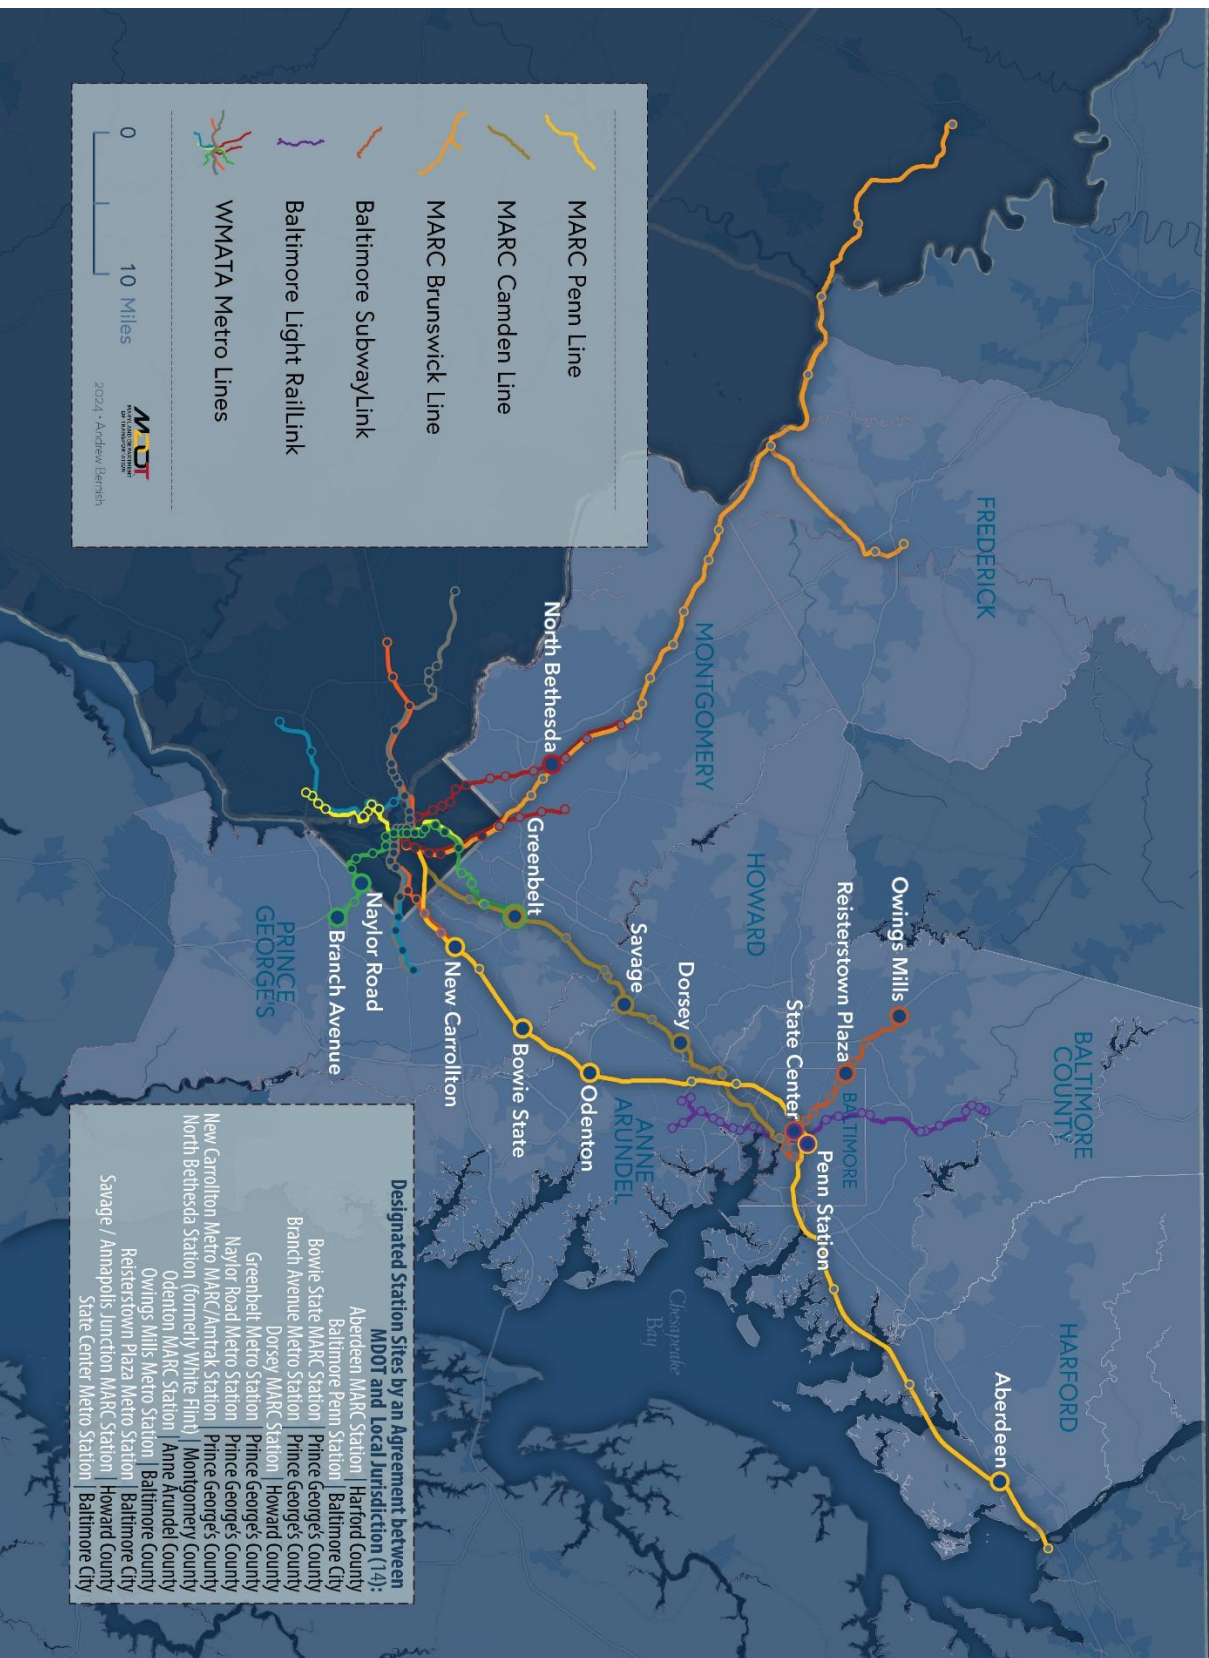 FREDERICK
MONTGOMERY
HOWARD
BALTIMORE
COUNTY
HARFORD
BALTIMORE
ANNE
ARUNDEL
PRINCE
GEORGE'S
Chesapeake
Bay
North Bethesda
Greenbelt
Savage
Dorsey
Owings Mills
Reisterstown Plaza
State Center
Penn Station
Aberdeen
Odenton
Bowie State
New Carrollton
Naylor Road
Branch Avenue
MARC Penn Line
MARC Camden Line
MARC Brunswick Line
Baltimore SubwayLink
Baltimore Light RailLink
WMATA Metro Lines
0 10 Miles
MDOT
MARYLAND DEPARTMENT
OF TRANSPORTATION
2024 • Andrew Bernish
Designated Station Sites by an Agreement between
MDOT and Local Jurisdiction (14):
Aberdeen MARC Station | Harford County
Baltimore Penn Station | Baltimore City
Bowie State MARC Station | Prince George's County
Branch Avenue Metro Station | Prince George's County
Dorsey MARC Station | Howard County
Greenbelt Metro Station | Prince George's County
Naylor Road Metro Station | Prince George's County
New Carrollton Metro MARC/Amtrak Station | Prince George's County
North Bethesda Station (formerly White Flint) | Montgomery County
Odenton MARC Station | Anne Arundel County
Owings Mills Metro Station | Baltimore County
Reisterstown Plaza Metro Station | Baltimore City
Savage / Annapolis Junction MARC Station | Howard County
State Center Metro Station | Baltimore City